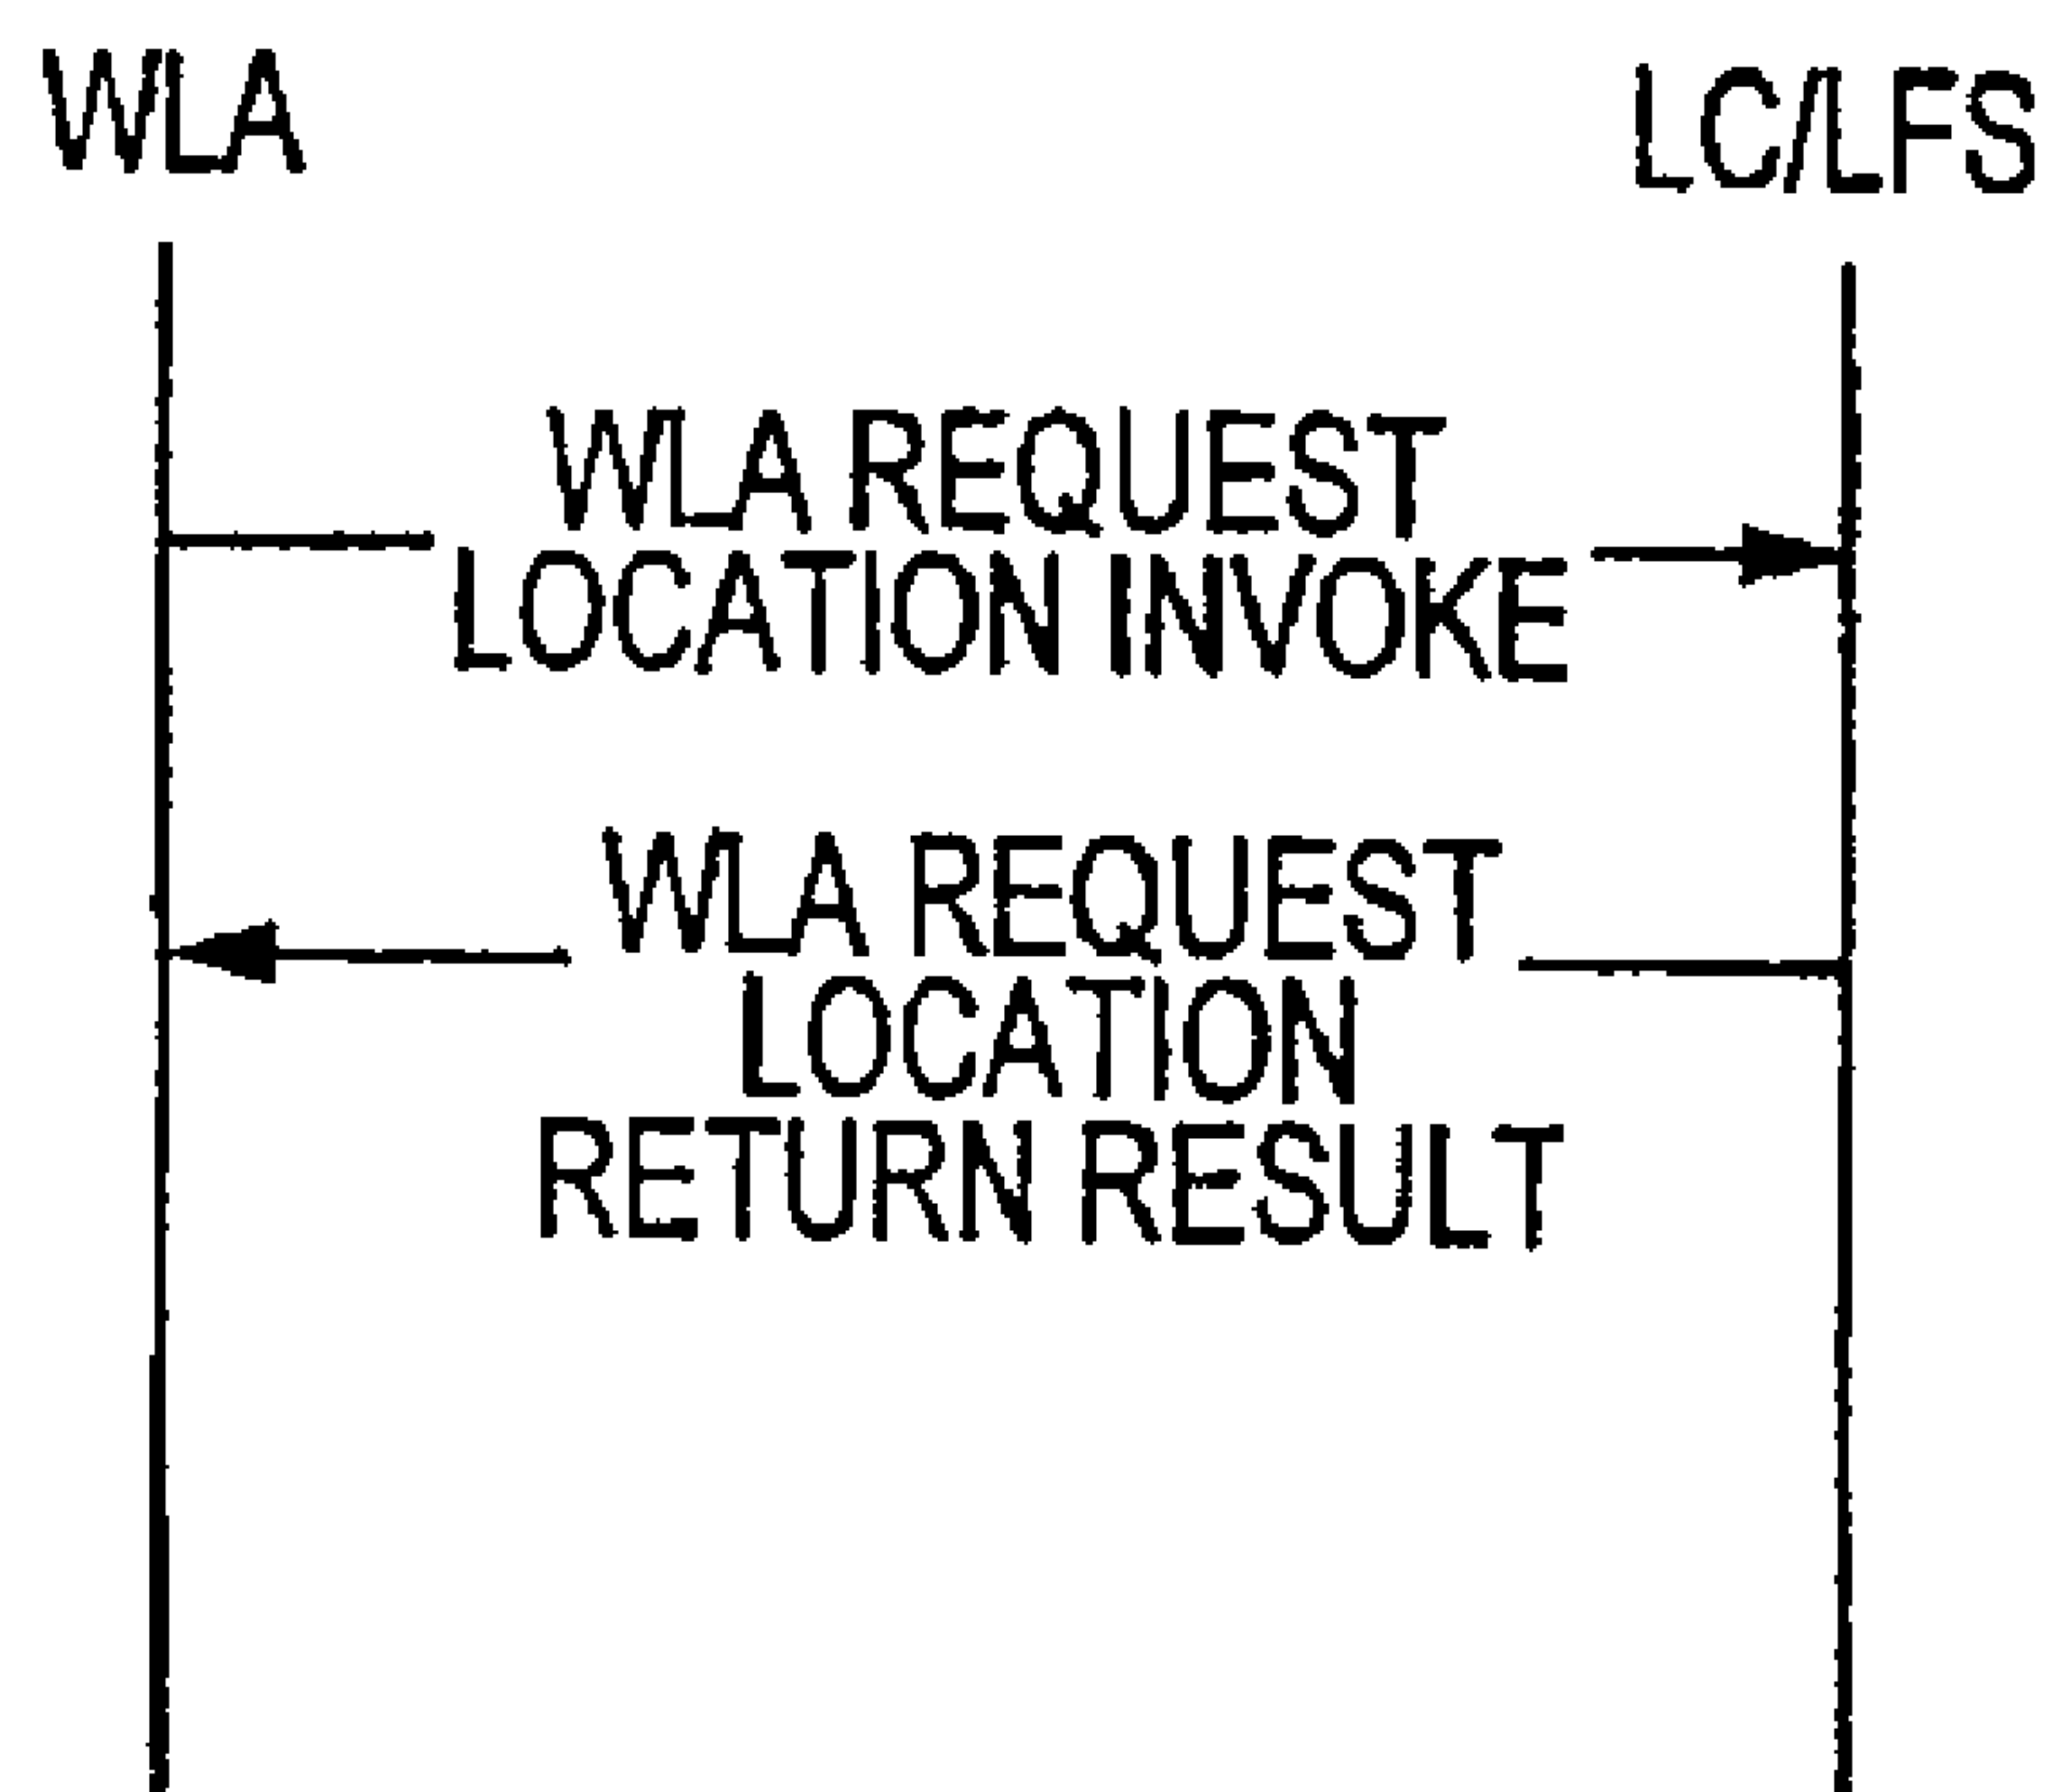 WLA
LC/LFS
WLA REQUEST
LOCATION INVOKE
WLA REQUEST
LOCATION
RETURN RESULT